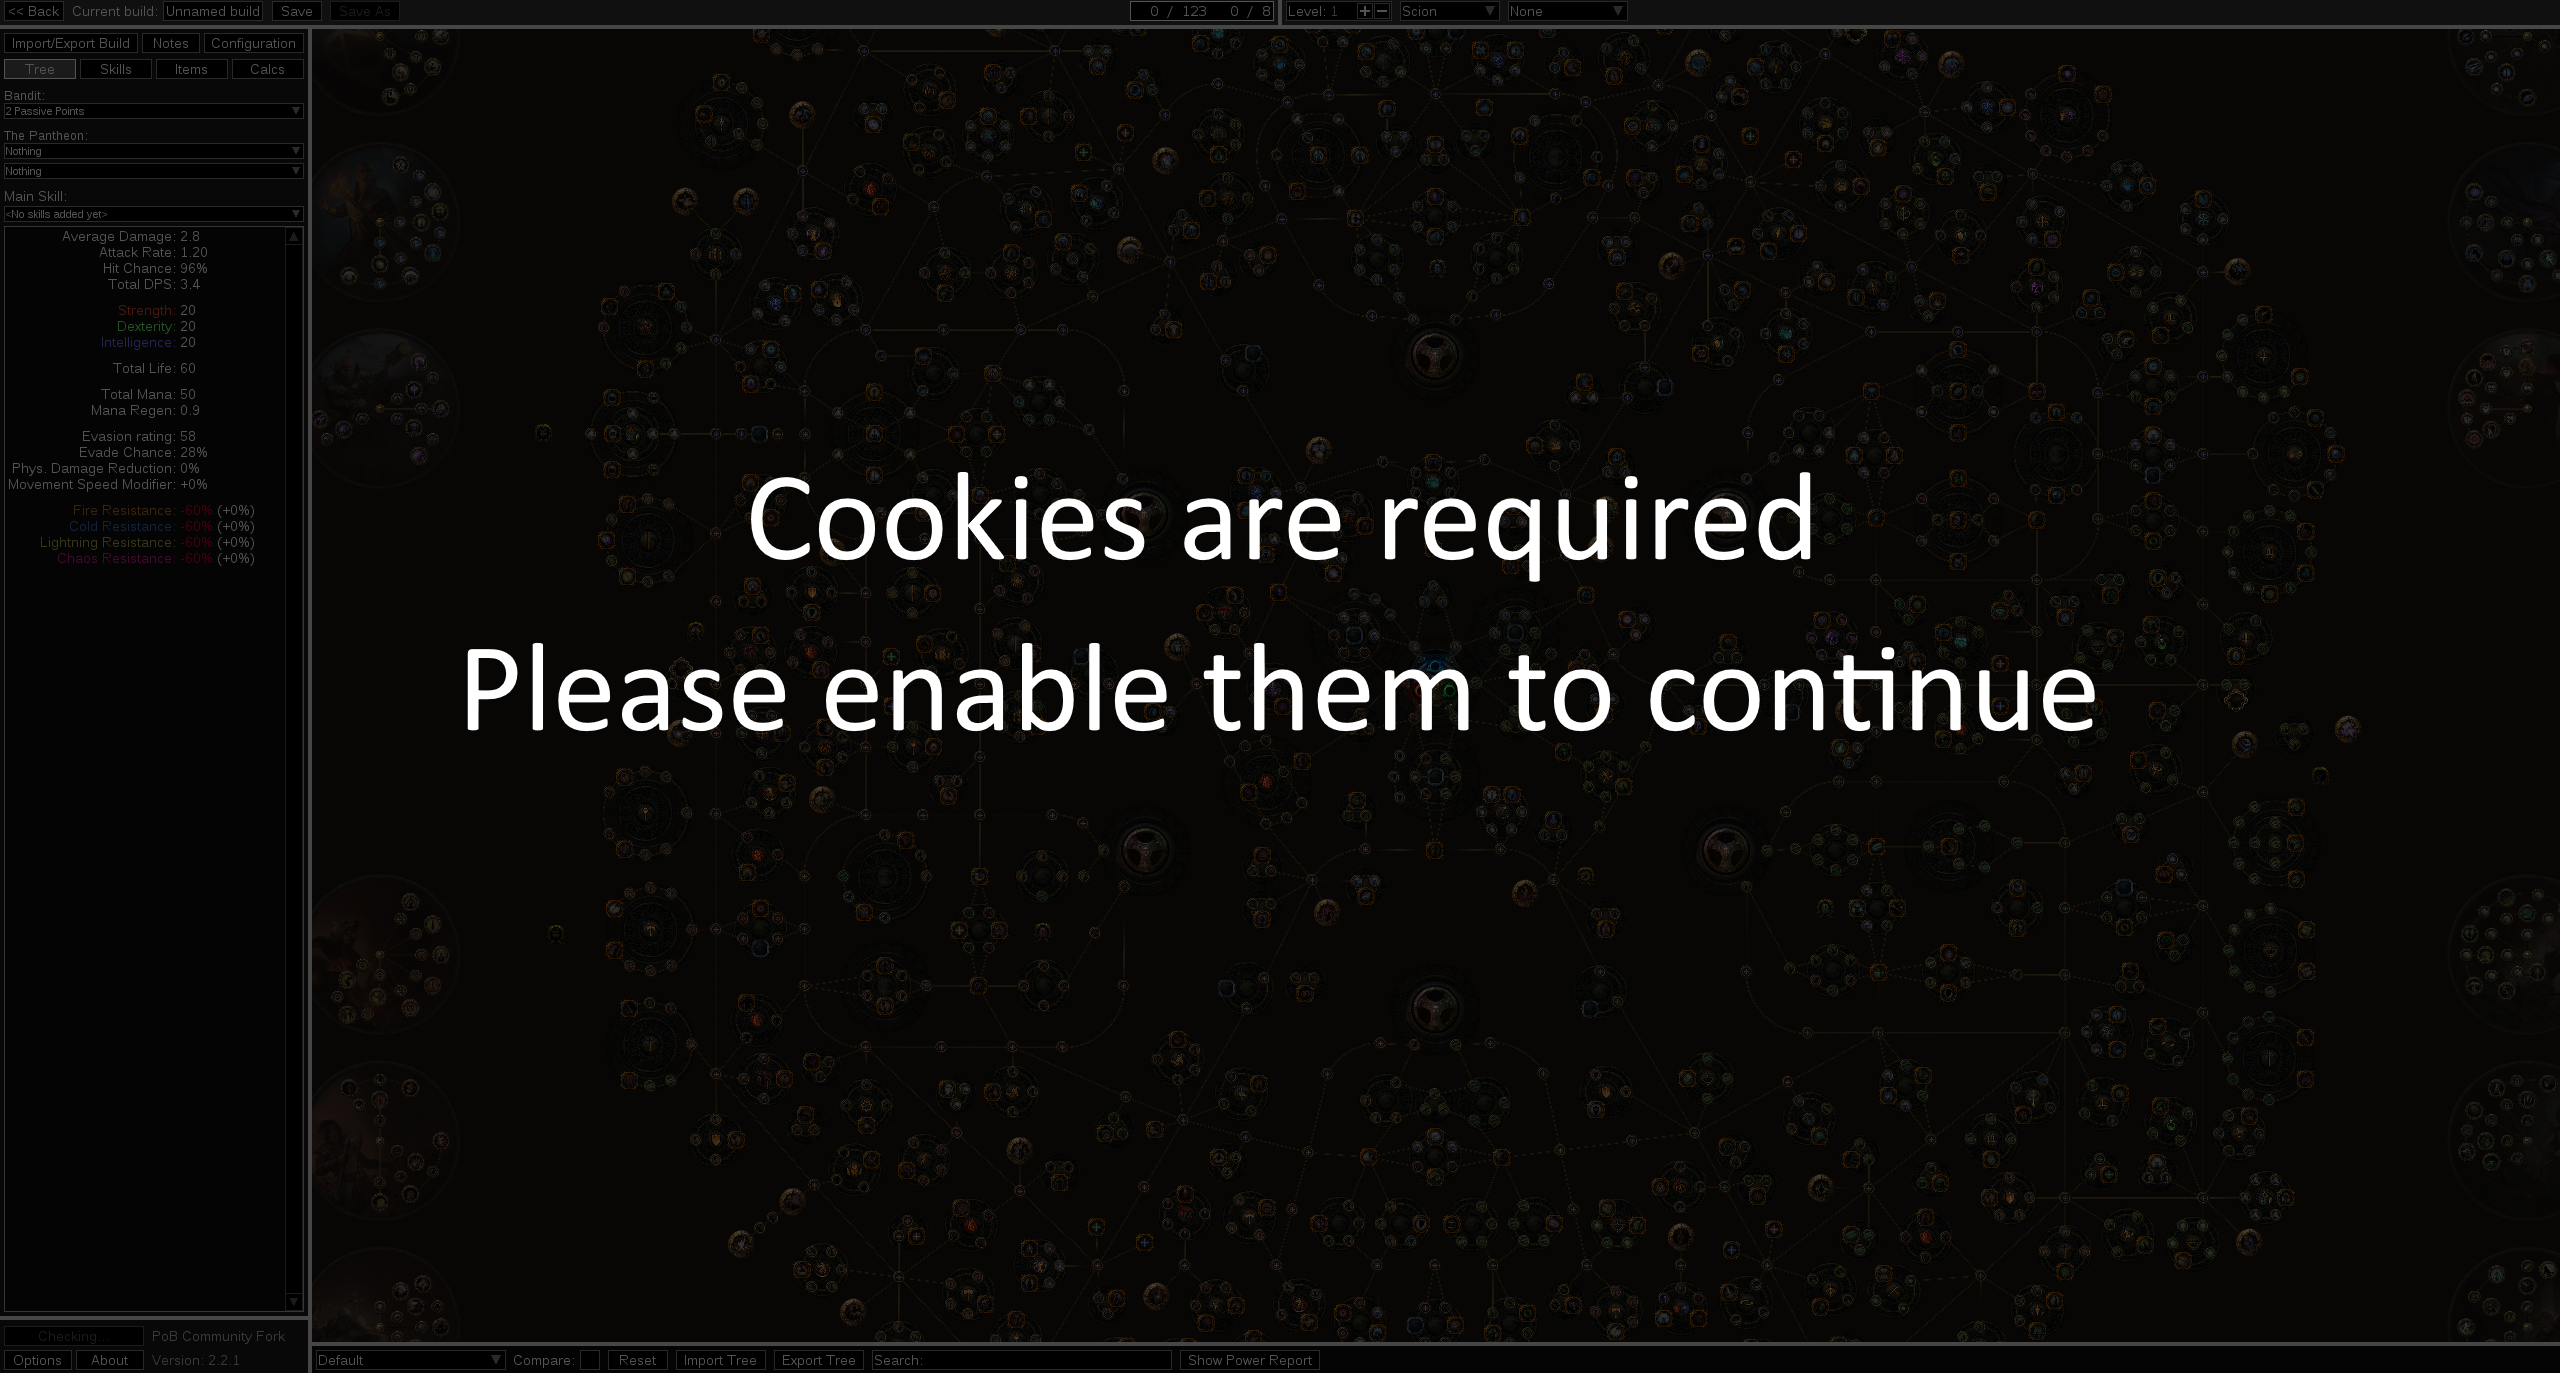 << Back Current build: Unnamed build Save Save As 0 / 123 0 / 8 Level: 1 Scion None
Import/Export Build Notes Configuration
Tree Skills Items Calcs
Bandit:
2 Passive Points
The Pantheon:
Nothing
Nothing
Main Skill:
<No skills added yet>
Average Damage: 2.8
Attack Rate: 1.20
Hit Chance: 96%
Total DPS: 3.4
Strength: 20
Dexterity: 20
Intelligence: 20
Total Life: 60
Total Mana: 50
Mana Regen: 0.9
Evasion rating: 58
Evade Chance: 28%
Phys. Damage Reduction: 0%
Movement Speed Modifier: +0%
Fire Resistance: -60% (+0%)
Cold Resistance: -60% (+0%)
Lightning Resistance: -60% (+0%)
Chaos Resistance: -60% (+0%)
Cookies are required
Please enable them to continue
Checking... PoB Community Fork
Options About Version: 2.2.1
Default Compare: Reset Import Tree Export Tree Search: Show Power Report